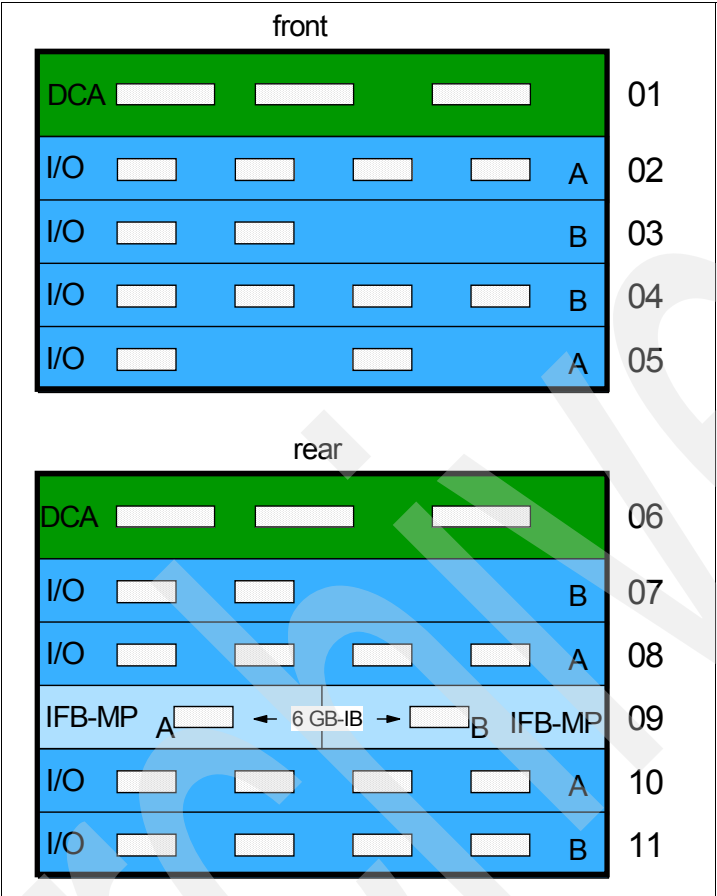 front
DCA 01
I/O A 02
I/O B 03
I/O B 04
I/O A 05
rear
DCA 06
I/O B 07
I/O A 08
IFB-MP A 6 GB-IB B IFB-MP 09
I/O A 10
I/O B 11